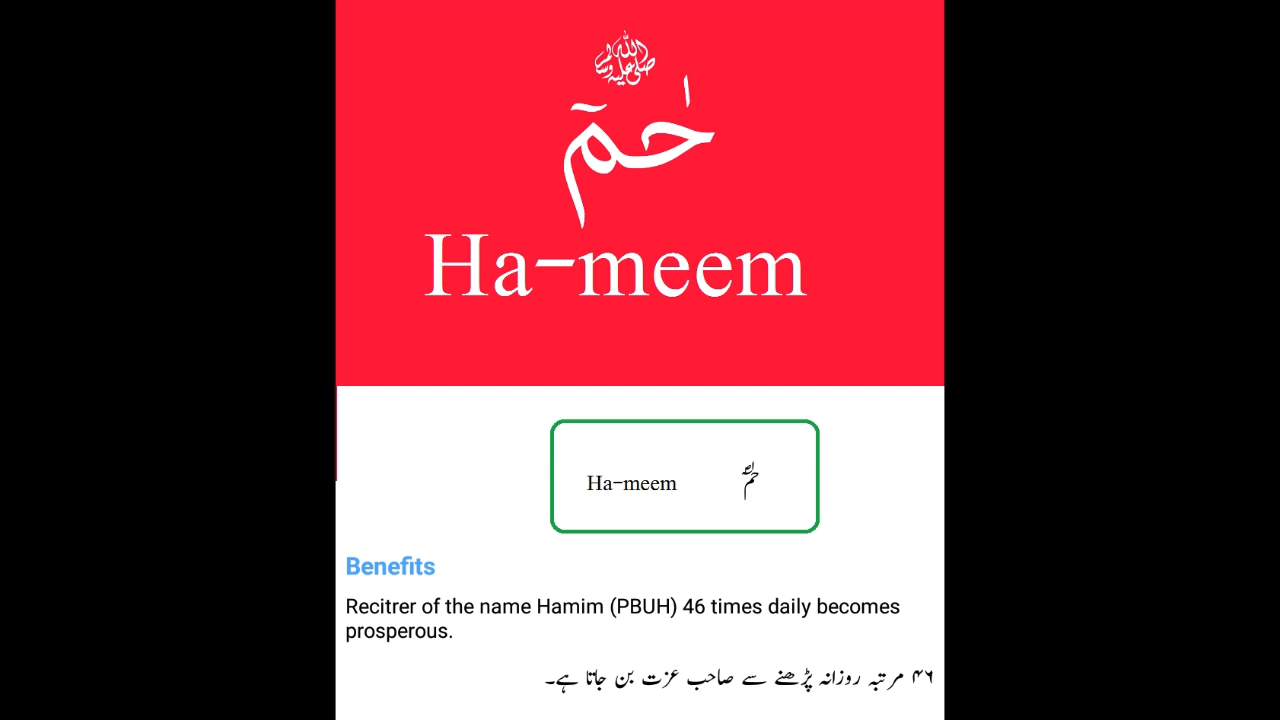 صلى الله عليه وسلم
حٰمٓ
Ha-meem
Ha-meem حمؐ
Benefits
Recitrer of the name Hamim (PBUH) 46 times daily becomes
prosperous.
۴۶ مرتبہ روزانہ پڑھنے سے صاحب عزت بن جاتا ہے۔